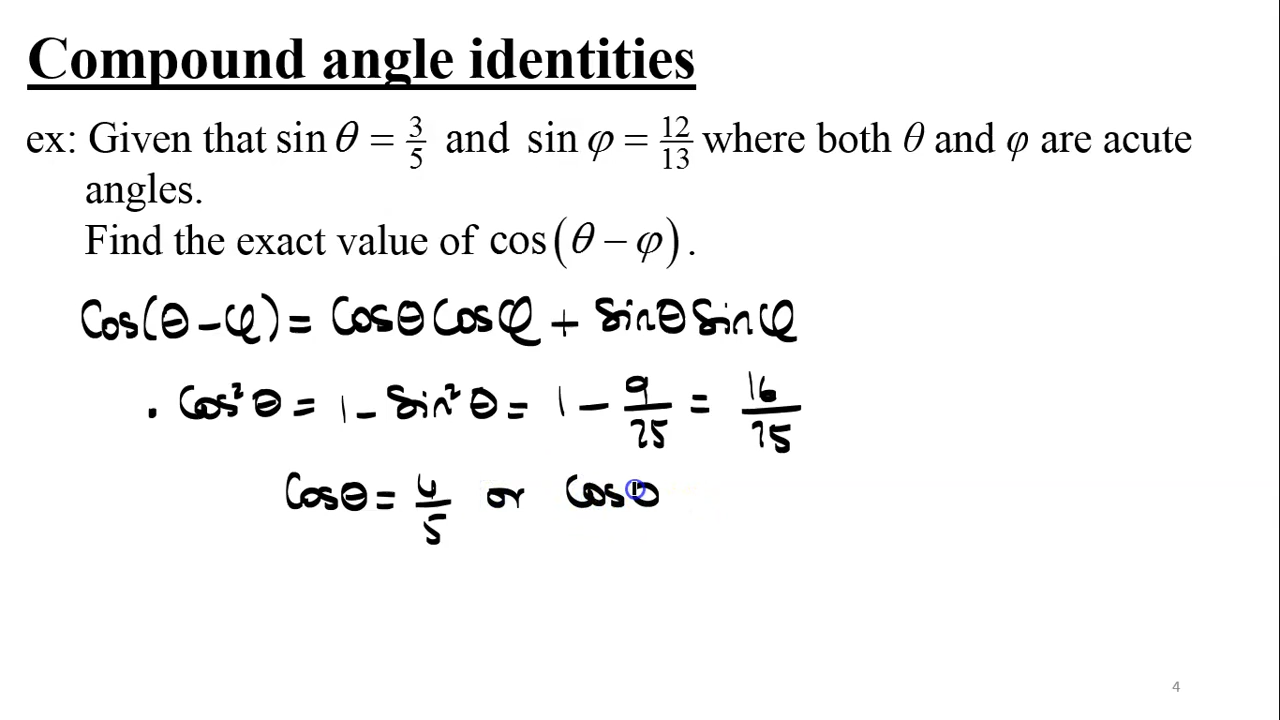 Compound angle identities
ex: Given that sin θ = 3/5 and sin φ = 12/13 where both θ and φ are acute
angles.
Find the exact value of cos(θ − φ).
Cos(θ − φ) = Cosθ Cosφ + Sinθ Sinφ
. Cos²θ = 1 − Sin²θ = 1 − 9/25 = 16/25
Cosθ = 4/5 or Cosθ
4